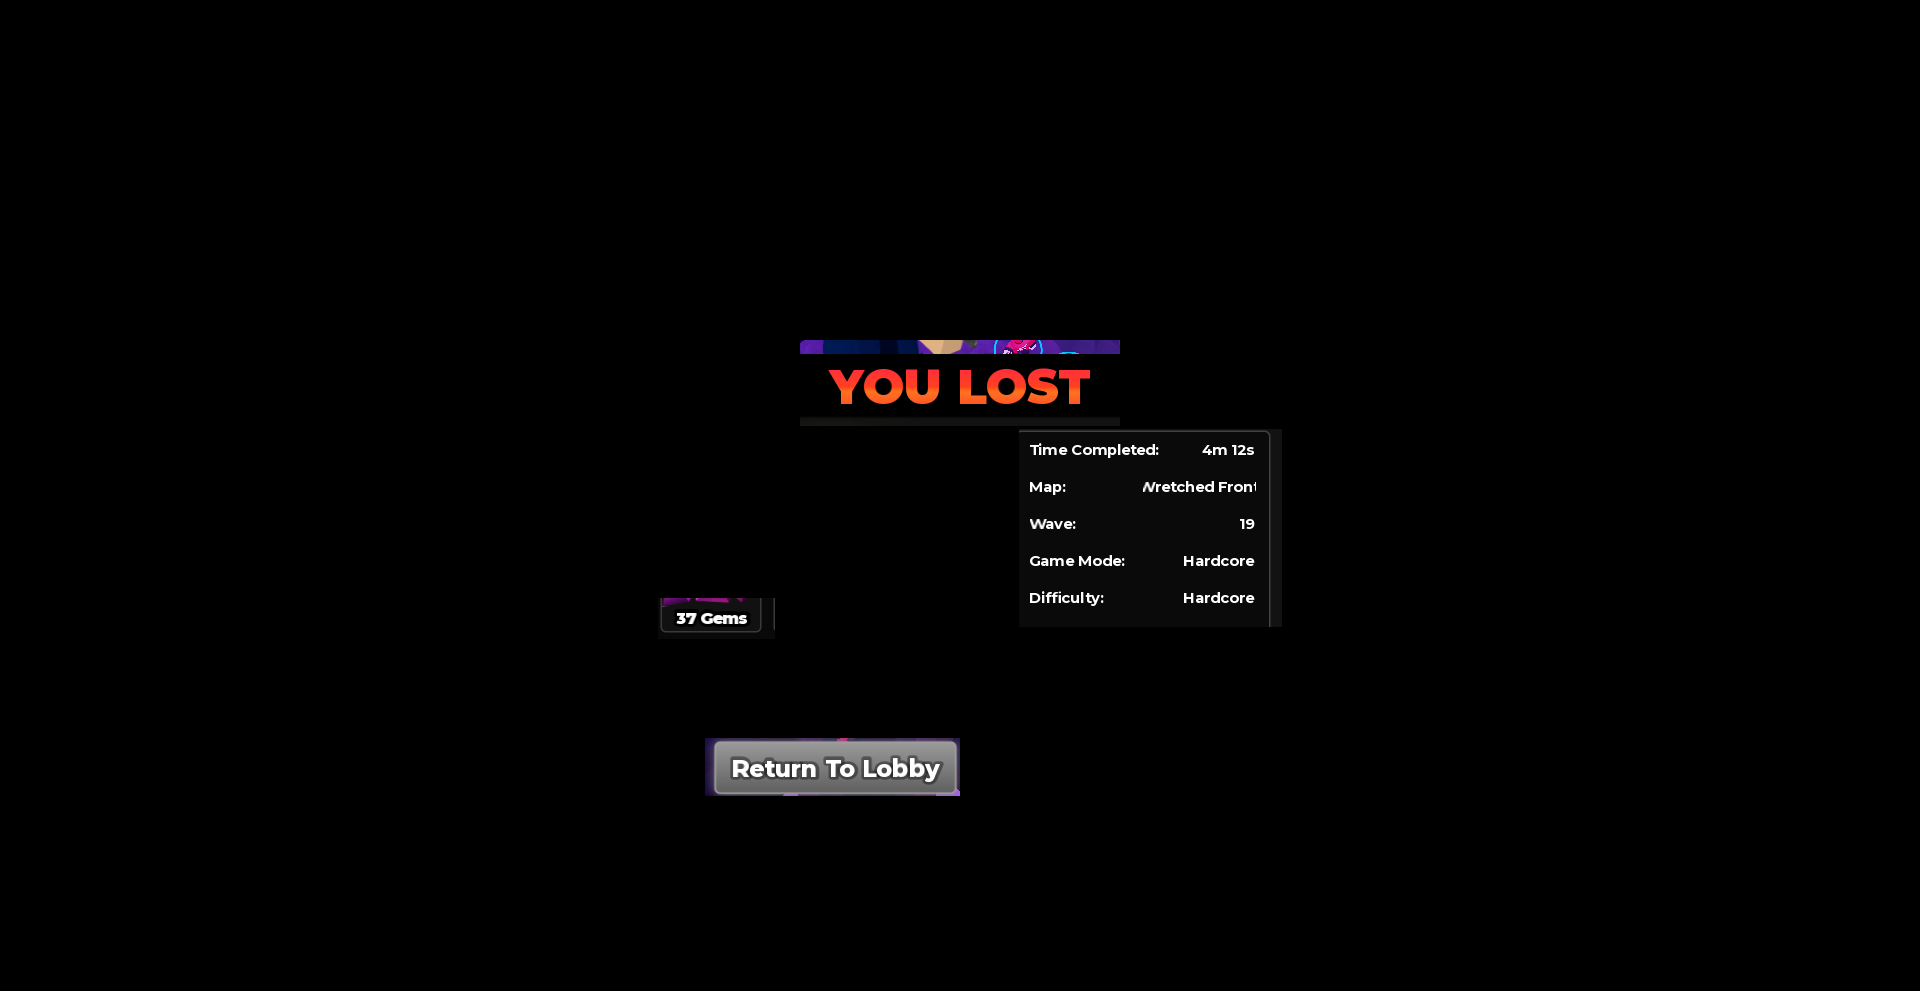 YOU LOST
Time Completed: 4m 12s
Map: Wretched Front
Wave: 19
Game Mode: Hardcore
Difficulty: Hardcore
37 Gems
Return To Lobby